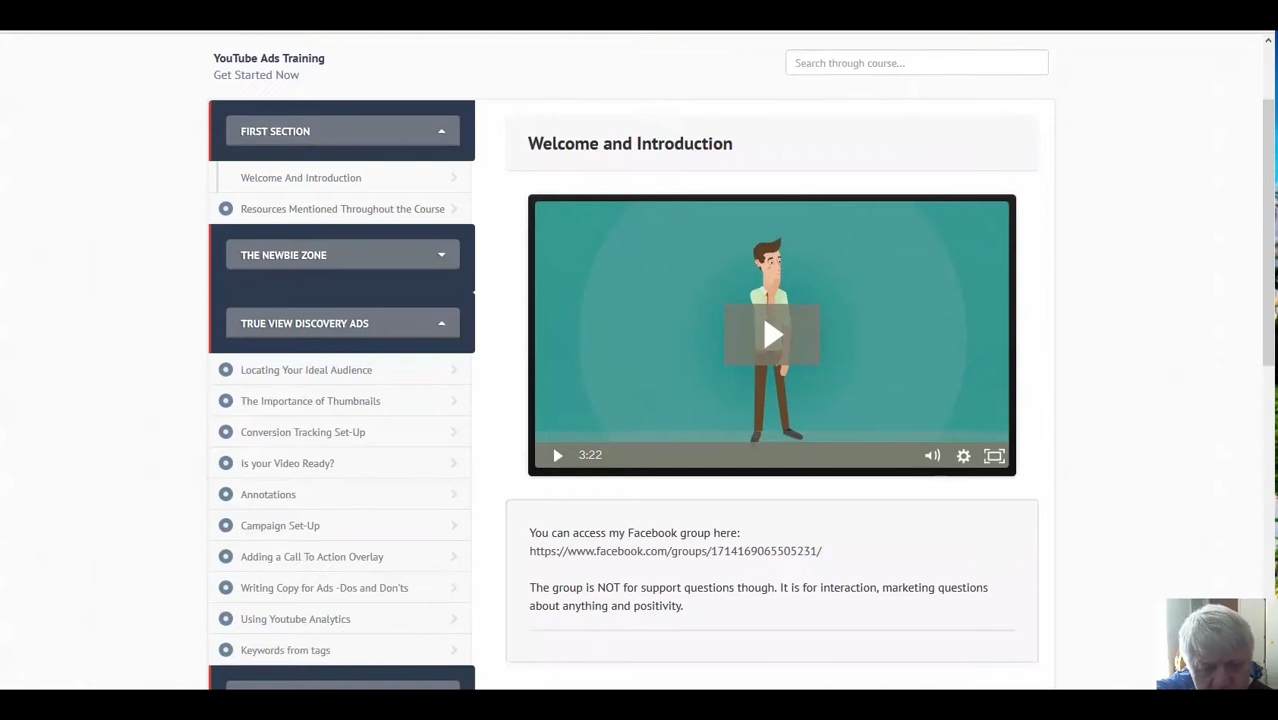 YouTube Ads Training
Get Started Now
Search through course...
FIRST SECTION
Welcome And Introduction
Resources Mentioned Throughout the Course
THE NEWBIE ZONE
TRUE VIEW DISCOVERY ADS
Locating Your Ideal Audience
The Importance of Thumbnails
Conversion Tracking Set-Up
Is your Video Ready?
Annotations
Campaign Set-Up
Adding a Call To Action Overlay
Writing Copy for Ads -Dos and Don'ts
Using Youtube Analytics
Keywords from tags
Welcome and Introduction
3:22
You can access my Facebook group here:
https://www.facebook.com/groups/1714169065505231/
The group is NOT for support questions though. It is for interaction, marketing questions
about anything and positivity.